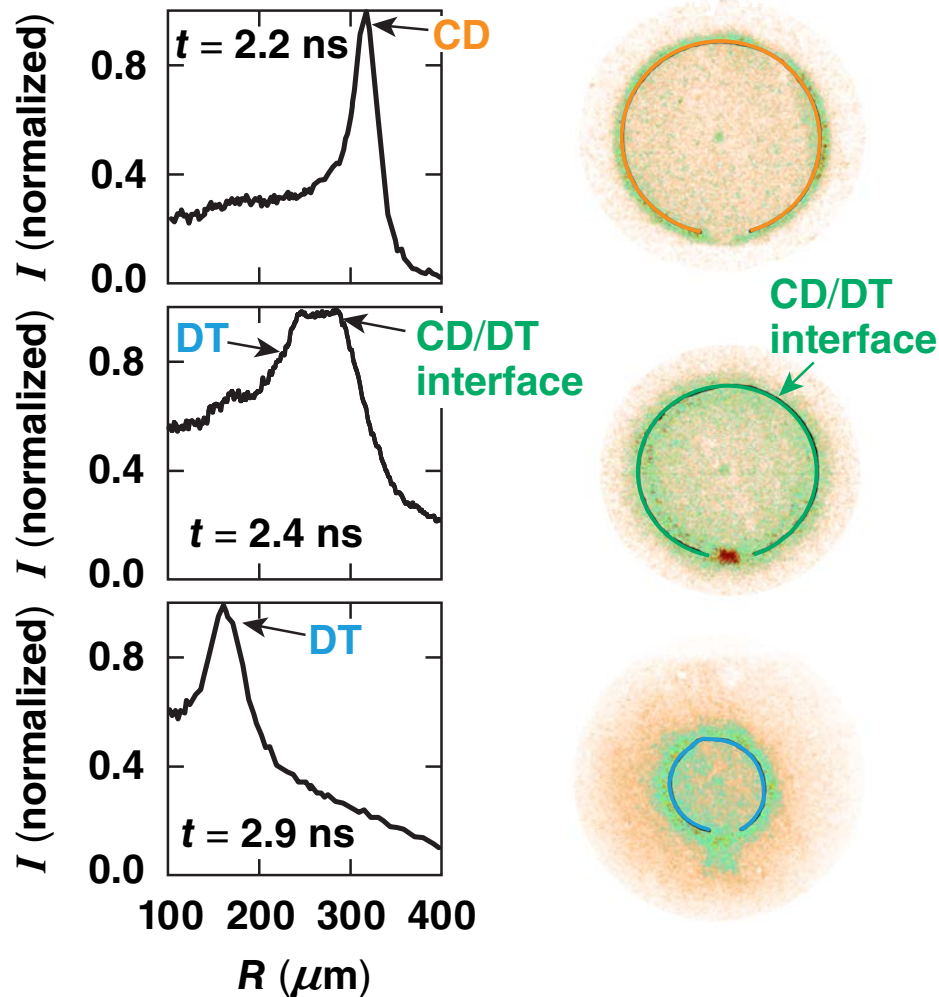 I (normalized)
0.8
0.4
0.0
t = 2.2 ns
CD
I (normalized)
0.8
0.4
0.0
DT
CD/DT
interface
t = 2.4 ns
CD/DT
interface
I (normalized)
0.8
0.4
0.0
DT
t = 2.9 ns
100 200 300 400
R (μm)